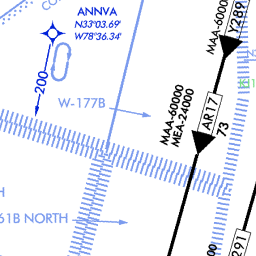 ANNVA
N33°03.69'
W78°36.34'
MAA-60000
Y289
200
W-177B
MAA-60000
MEA-24000
AR17
73
61B NORTH
291